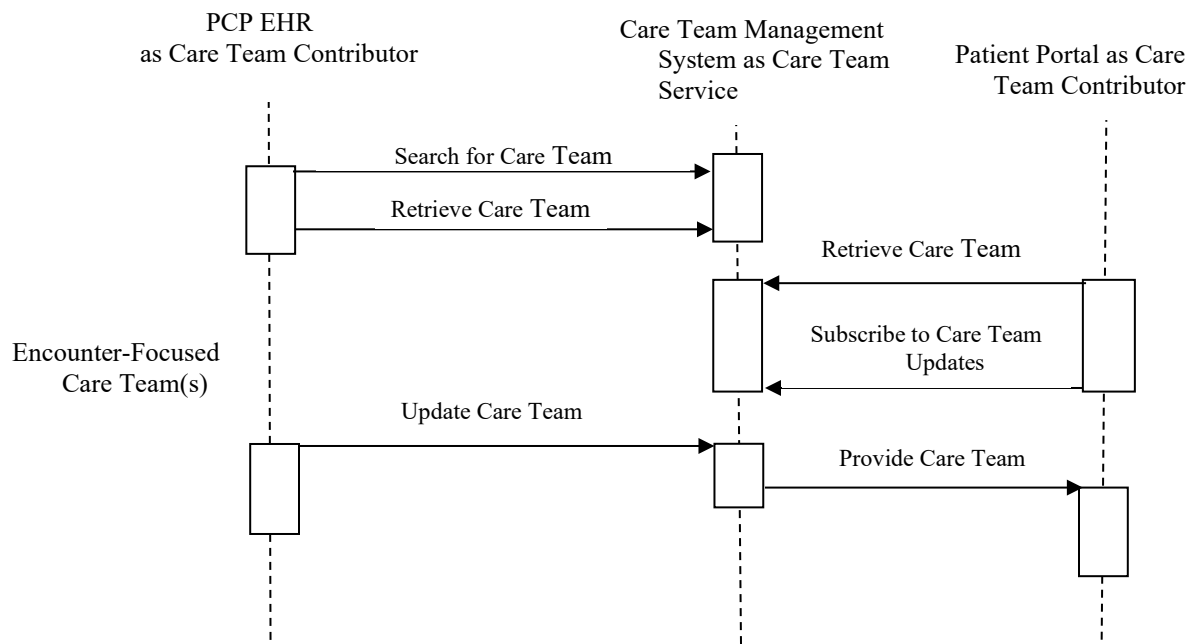 PCP EHR
as Care Team Contributor
Care Team Management
System as Care Team
Service
Patient Portal as Care
Team Contributor
Search for Care Team
Retrieve Care Team
Retrieve Care Team
Subscribe to Care Team
Updates
Encounter-Focused
Care Team(s)
Update Care Team
Provide Care Team